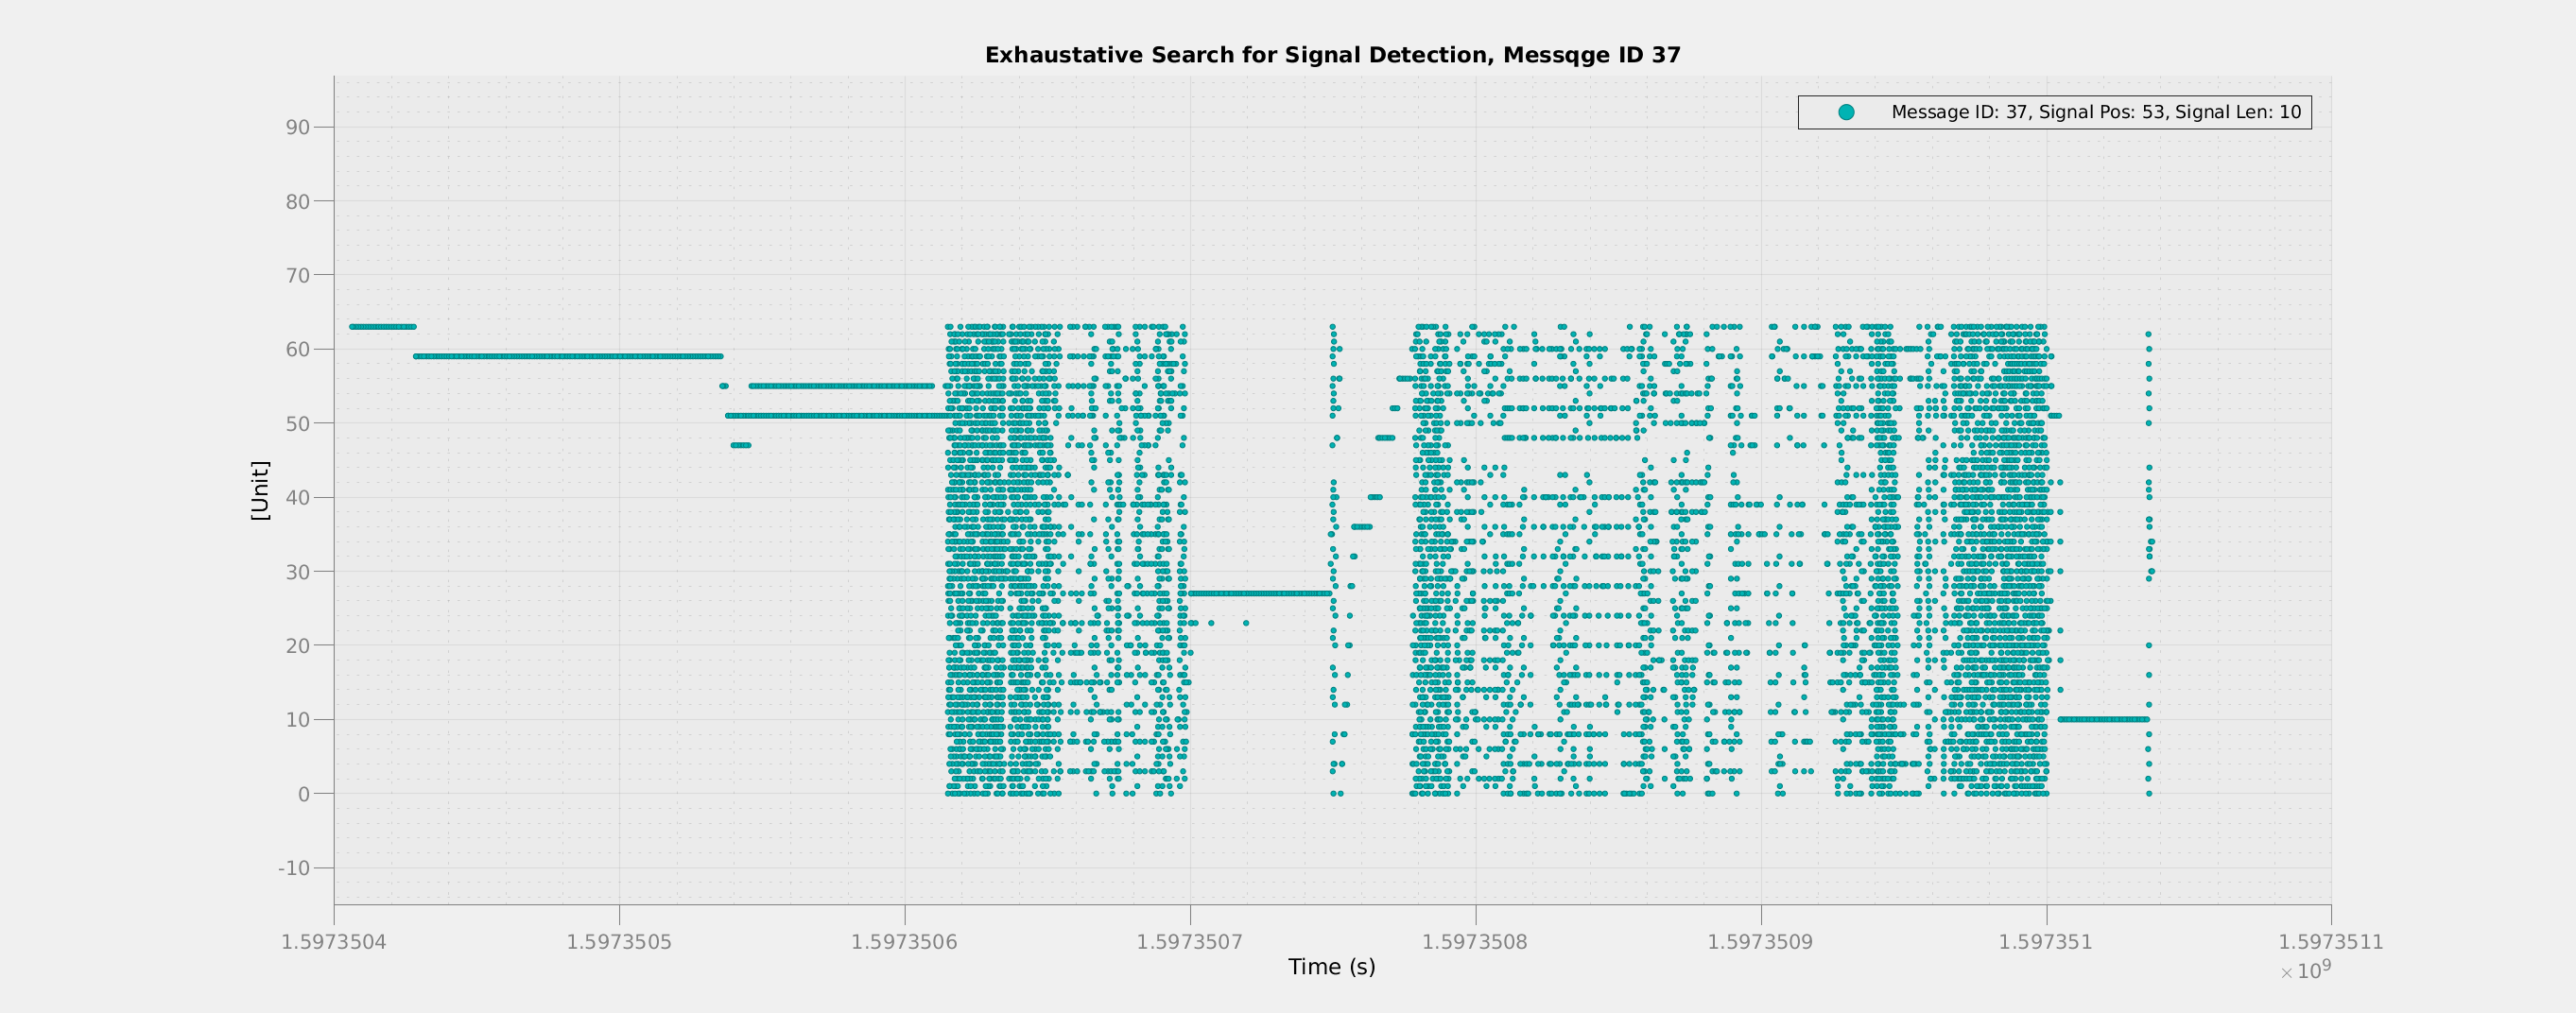 Exhaustative Search for Signal Detection, Messqge ID 37
Message ID: 37, Signal Pos: 53, Signal Len: 10
90
80
70
60
50
40
30
20
10
0
-10
[Unit]
1.5973504 1.5973505 1.5973506 1.5973507 1.5973508 1.5973509 1.597351 1.5973511
Time (s)
× 10⁹